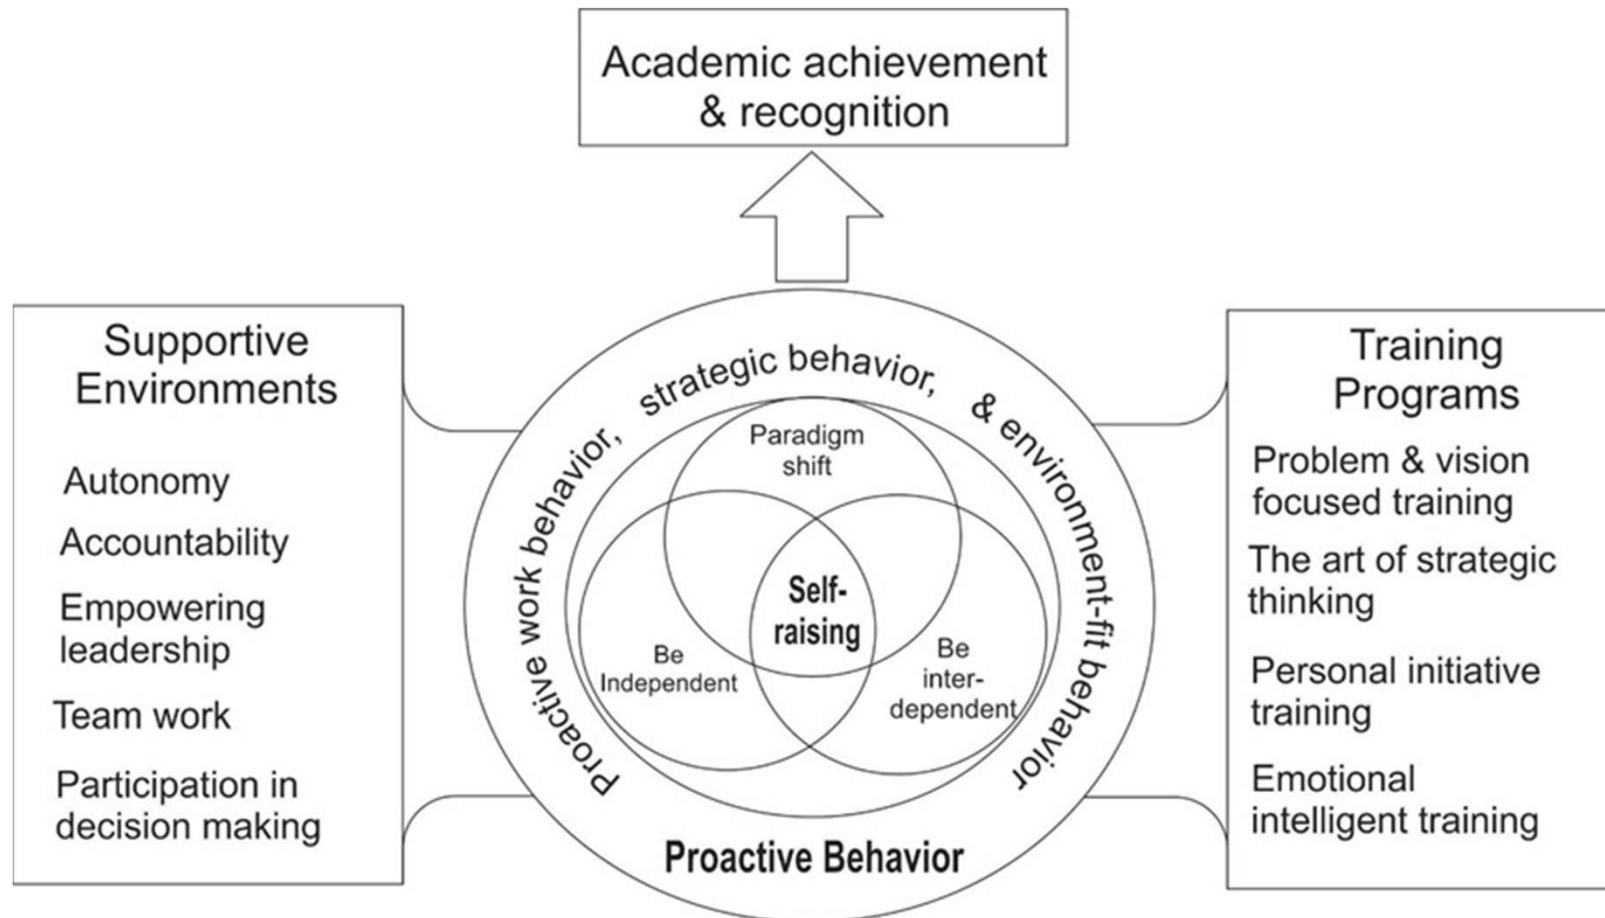 Academic achievement
& recognition
Supportive
Environments
Autonomy
Accountability
Empowering
leadership
Team work
Participation in
decision making
Proactive work behavior, strategic behavior, & environment-fit behavior
Paradigm
shift
Self-
raising
Be
Independent
Be
inter-
dependent
Proactive Behavior
Training
Programs
Problem & vision
focused training
The art of strategic
thinking
Personal initiative
training
Emotional
intelligent training